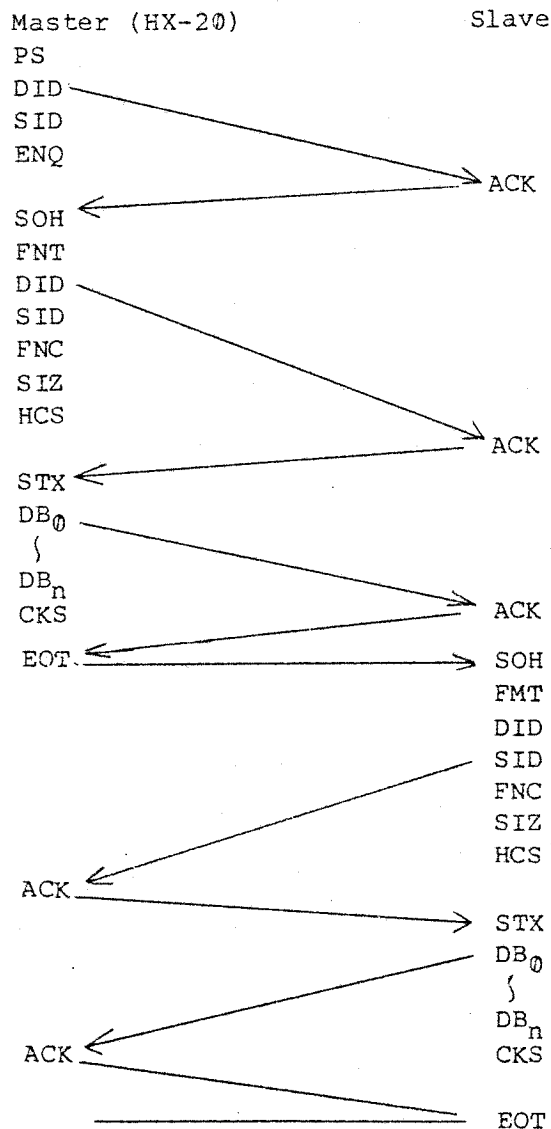 Master (HX-20) Slave
PS
DID
SID
ENQ
ACK
SOH
FNT
DID
SID
FNC
SIZ
HCS
ACK
STX
DB0
DBn
CKS
ACK
EOT SOH
FMT
DID
SID
FNC
SIZ
HCS
ACK
STX
DB0
DBn
ACK CKS
EOT